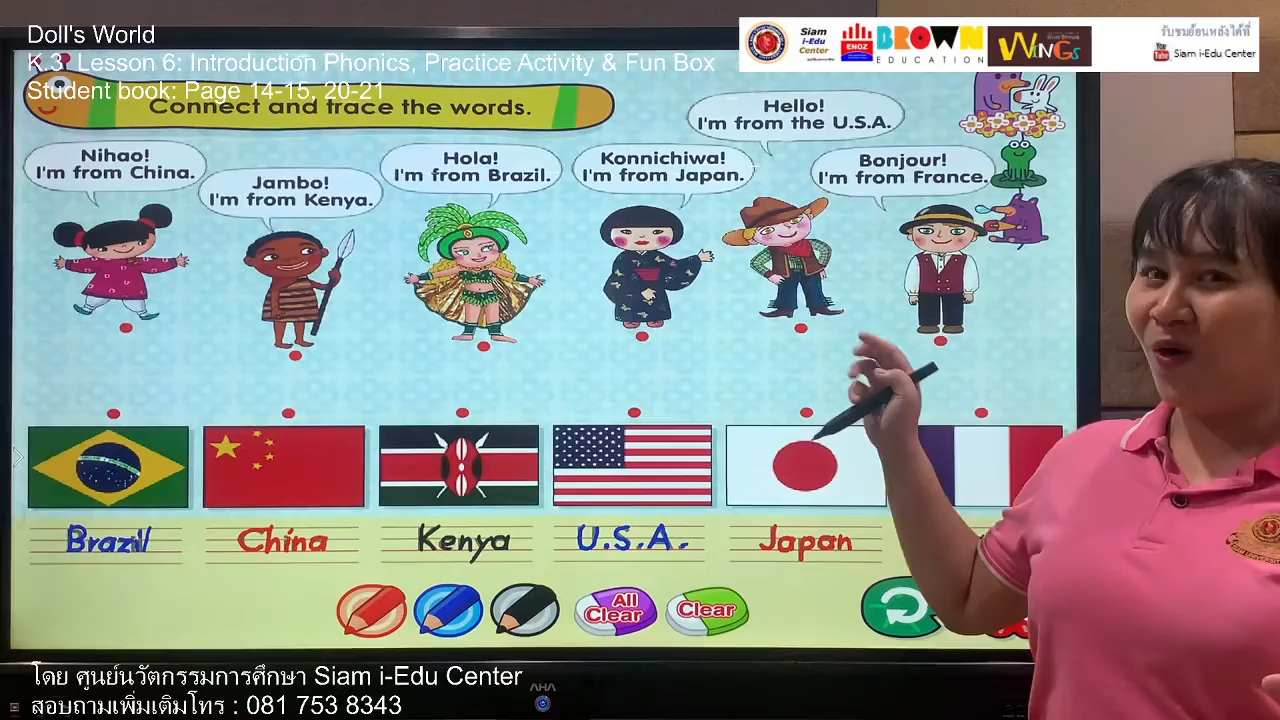 Doll's World
K.3 Lesson 6: Introduction Phonics, Practice Activity & Fun Box
Student book: Page 14-15, 20-21
Siam
i-Edu
Center
ENOZ
BROWN
EDUCATION
WiNGs
รับชมย้อนหลังได้ที่
You Tube Siam i-Edu Center
Connect and trace the words.
Hello!
I'm from the U.S.A.
Nihao!
I'm from China.
Jambo!
I'm from Kenya.
Hola!
I'm from Brazil.
Konnichiwa!
I'm from Japan.
Bonjour!
I'm from France.
Brazil
China
Kenya
U.S.A.
Japan
All
Clear
Clear
โดย ศูนย์นวัตกรรมการศึกษา Siam i-Edu Center
สอบถามเพิ่มเติมโทร : 081 753 8343
AHA